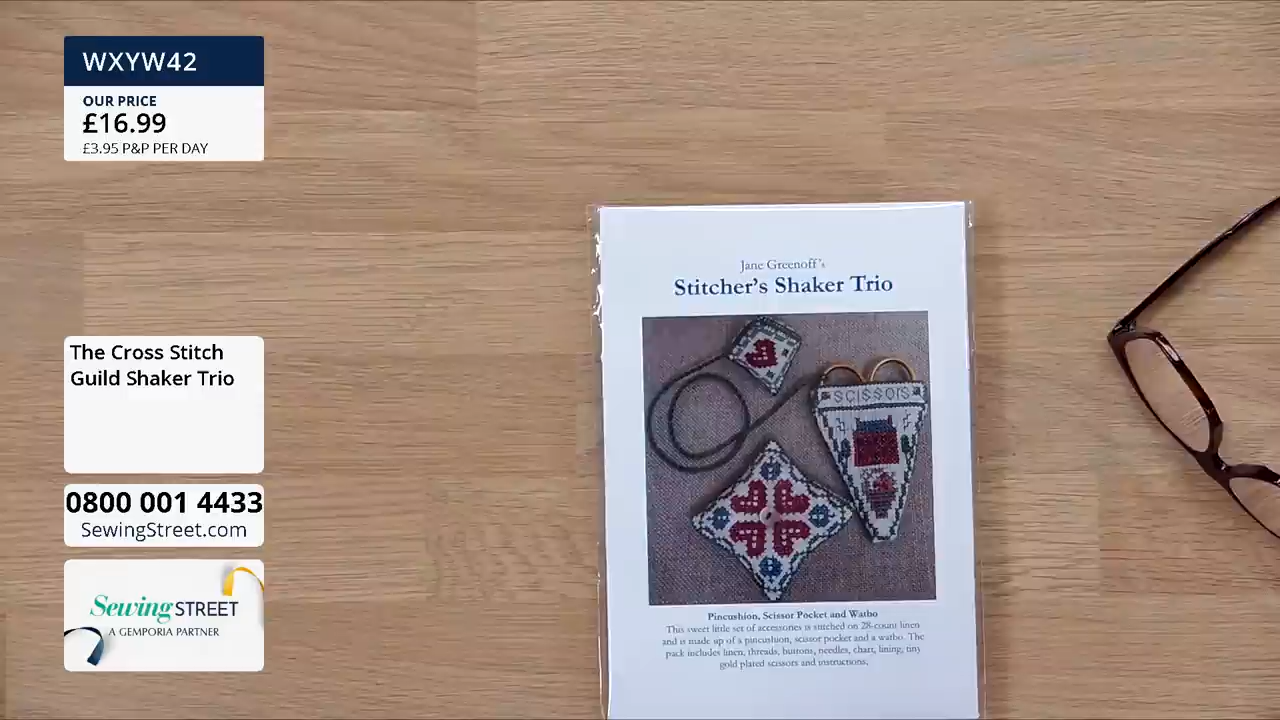 WXYW42
OUR PRICE
£16.99
£3.95 P&P PER DAY
The Cross Stitch
Guild Shaker Trio
0800 001 4433
SewingStreet.com
Sewing STREET
A GEMPORIA PARTNER
Jane Greenoff's
Stitcher's Shaker Trio
SCISSORS
Pincushion, Scissor Pocket and Watbo
This sweet little set of accessories is stitched on 28-count linen
and is made up of a pincushion, scissor pocket and a watbo. The
pack includes linen, threads, buttons, needles, chart, lining, tiny
gold plated scissors and instructions.